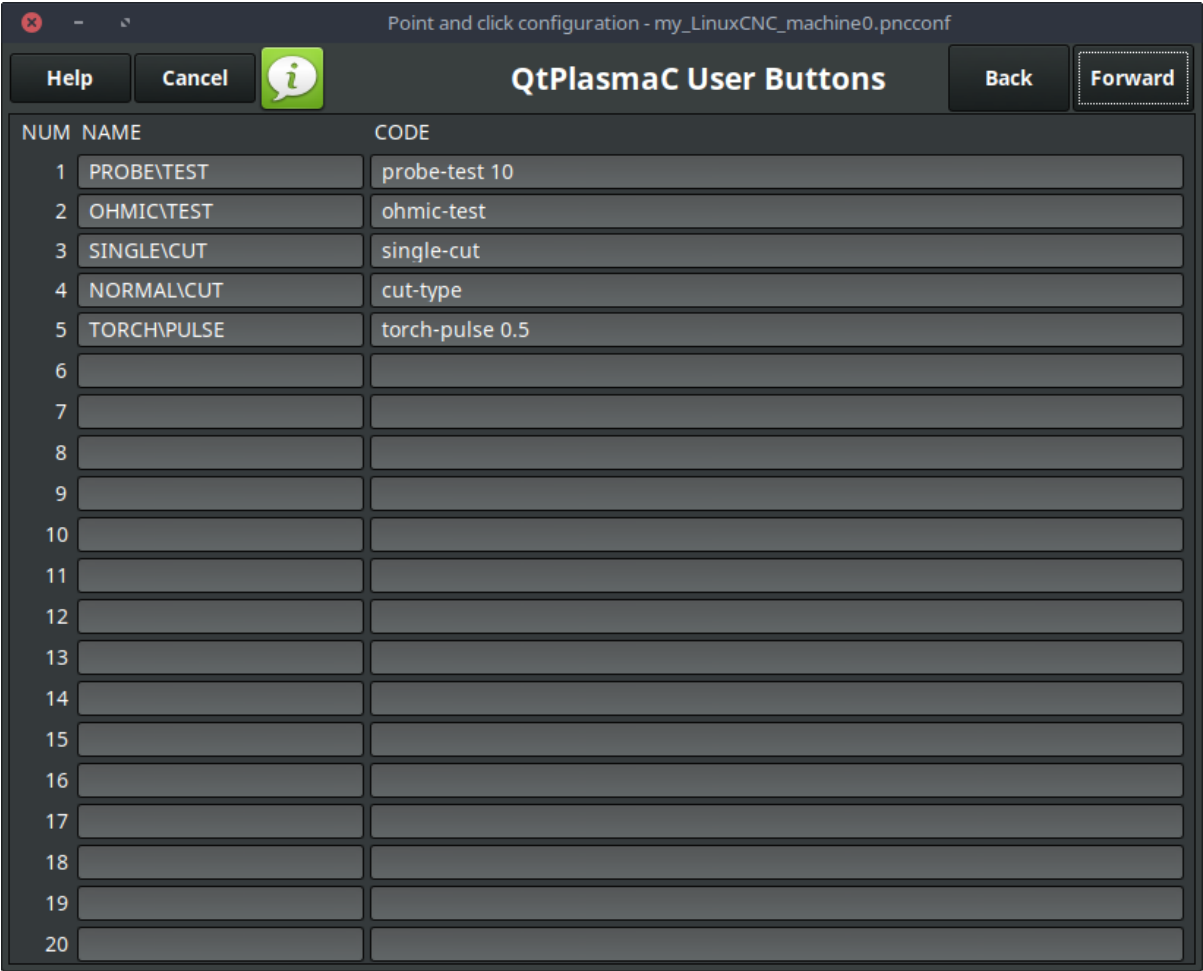 Point and click configuration - my_LinuxCNC_machine0.pncconf
Help Cancel QtPlasmaC User Buttons Back Forward
NUM NAME CODE
1 PROBE\TEST probe-test 10
2 OHMIC\TEST ohmic-test
3 SINGLE\CUT single-cut
4 NORMAL\CUT cut-type
5 TORCH\PULSE torch-pulse 0.5
6
7
8
9
10
11
12
13
14
15
16
17
18
19
20